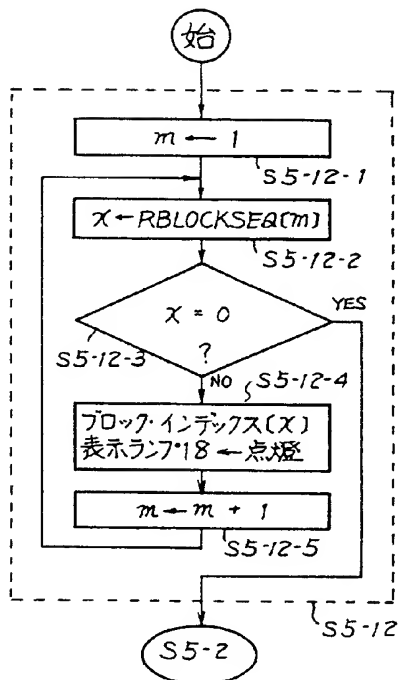 始
m ← 1
S5-12-1
x ← RBLOCKSEQ(m)
S5-12-2
x = 0
?
YES
S5-12-3
NO
S5-12-4
ブロック・インデックス(x)
表示ランプ18 ← 点燈
m ← m + 1
S5-12-5
S5-12
S5-2